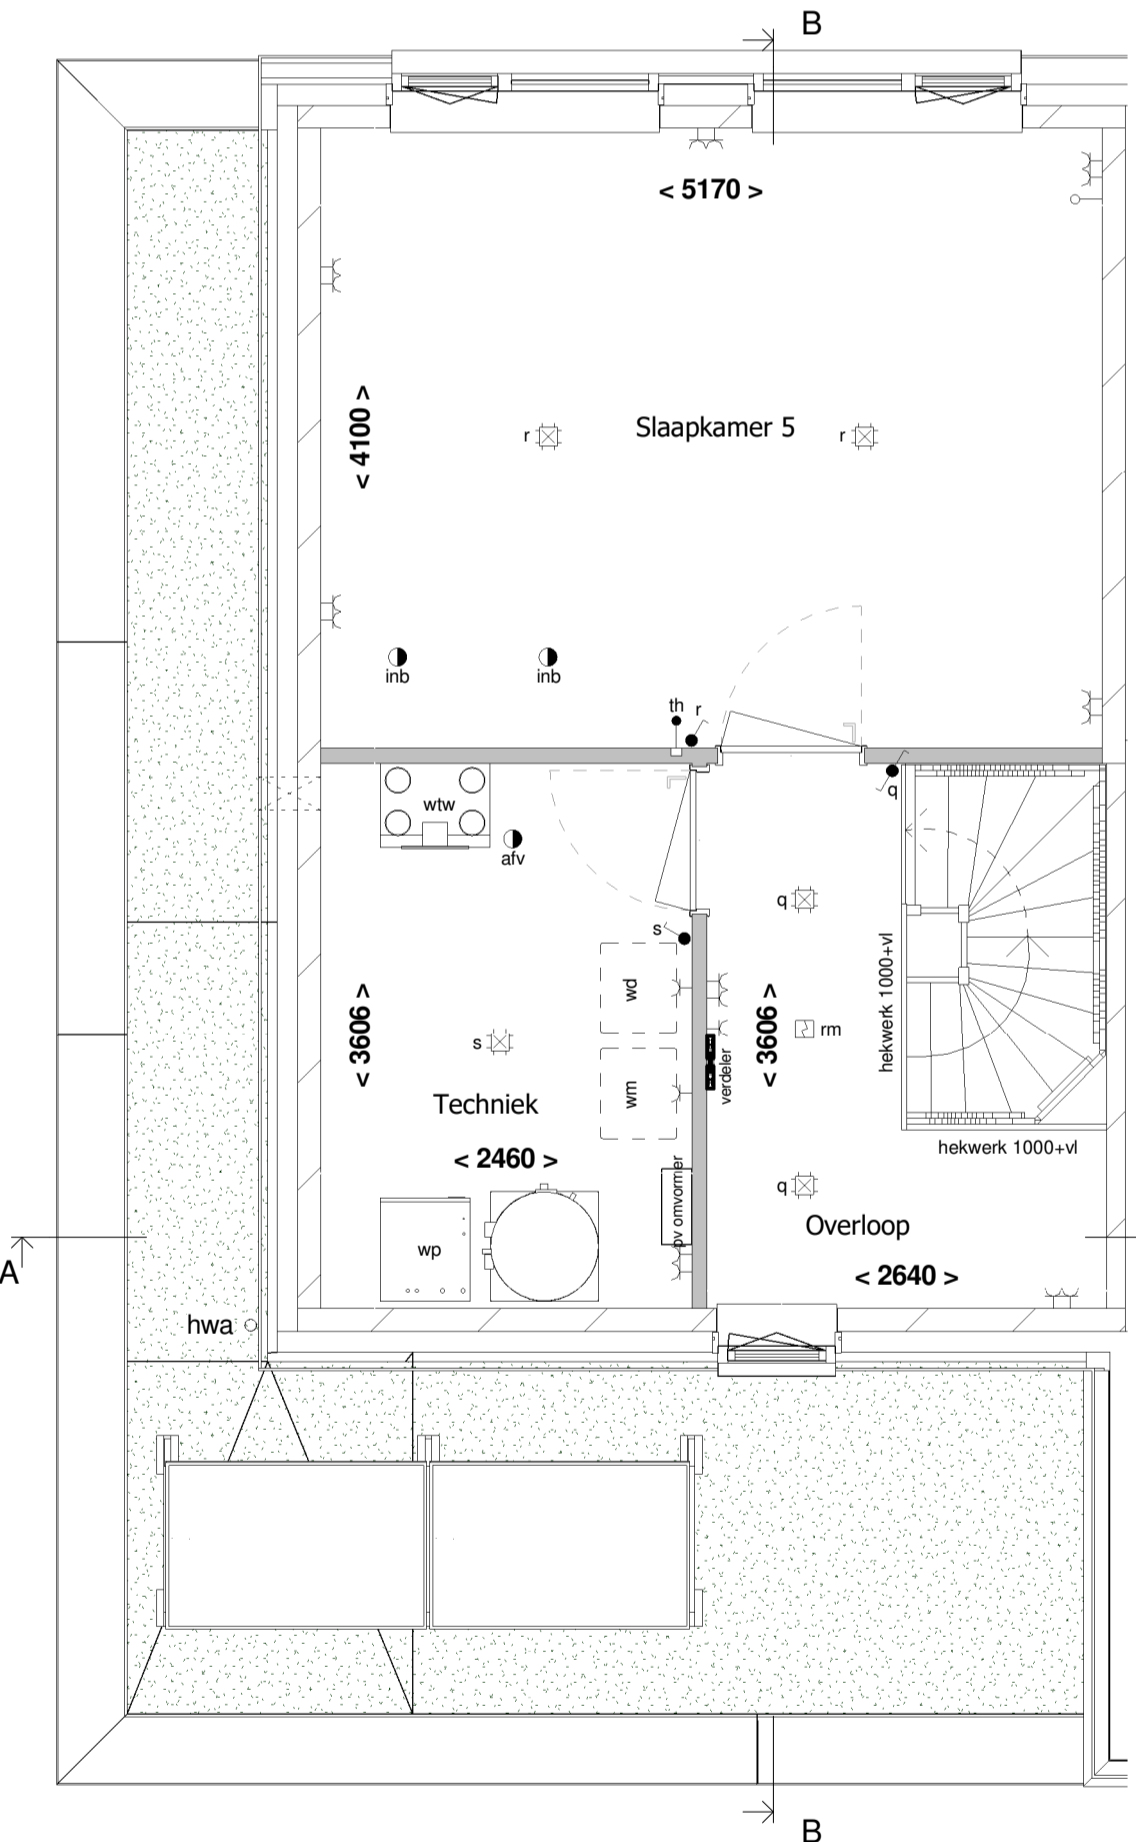 B
< 5170 >
< 4100 >
r
Slaapkamer 5
r
inb
inb
th
r
wtw
afv
q
q
s
wd
hekwerk 1000+vl
< 3606 >
s
< 3606 >
rm
verdeler
wm
Techniek
hekwerk 1000+vl
< 2460 >
pv omvormer
q
Overloop
wp
< 2640 >
A
hwa
B